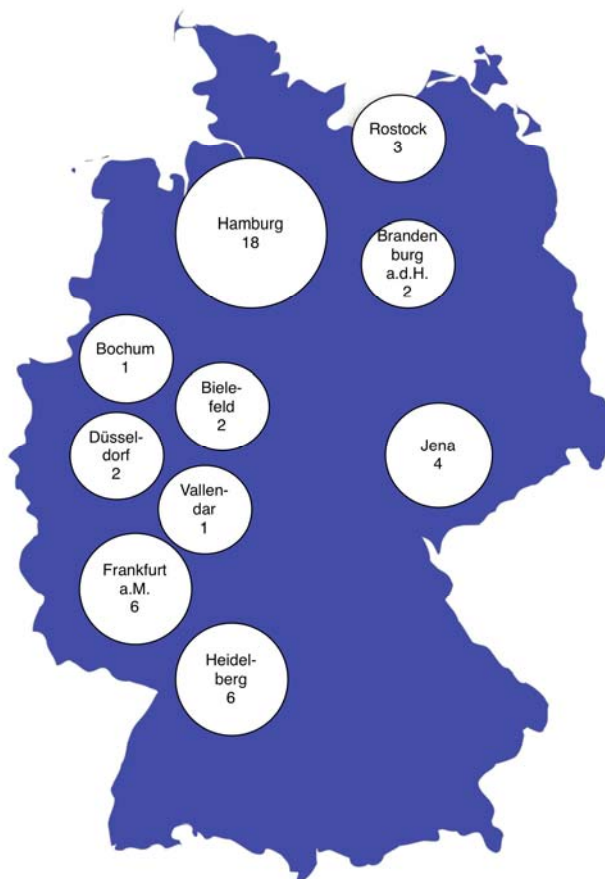 Rostock
3
Hamburg
18
Branden
burg
a.d.H.
2
Bochum
1
Biele-
feld
2
Düssel-
dorf
2
Jena
4
Vallen-
dar
1
Frankfurt
a.M.
6
Heidel-
berg
6